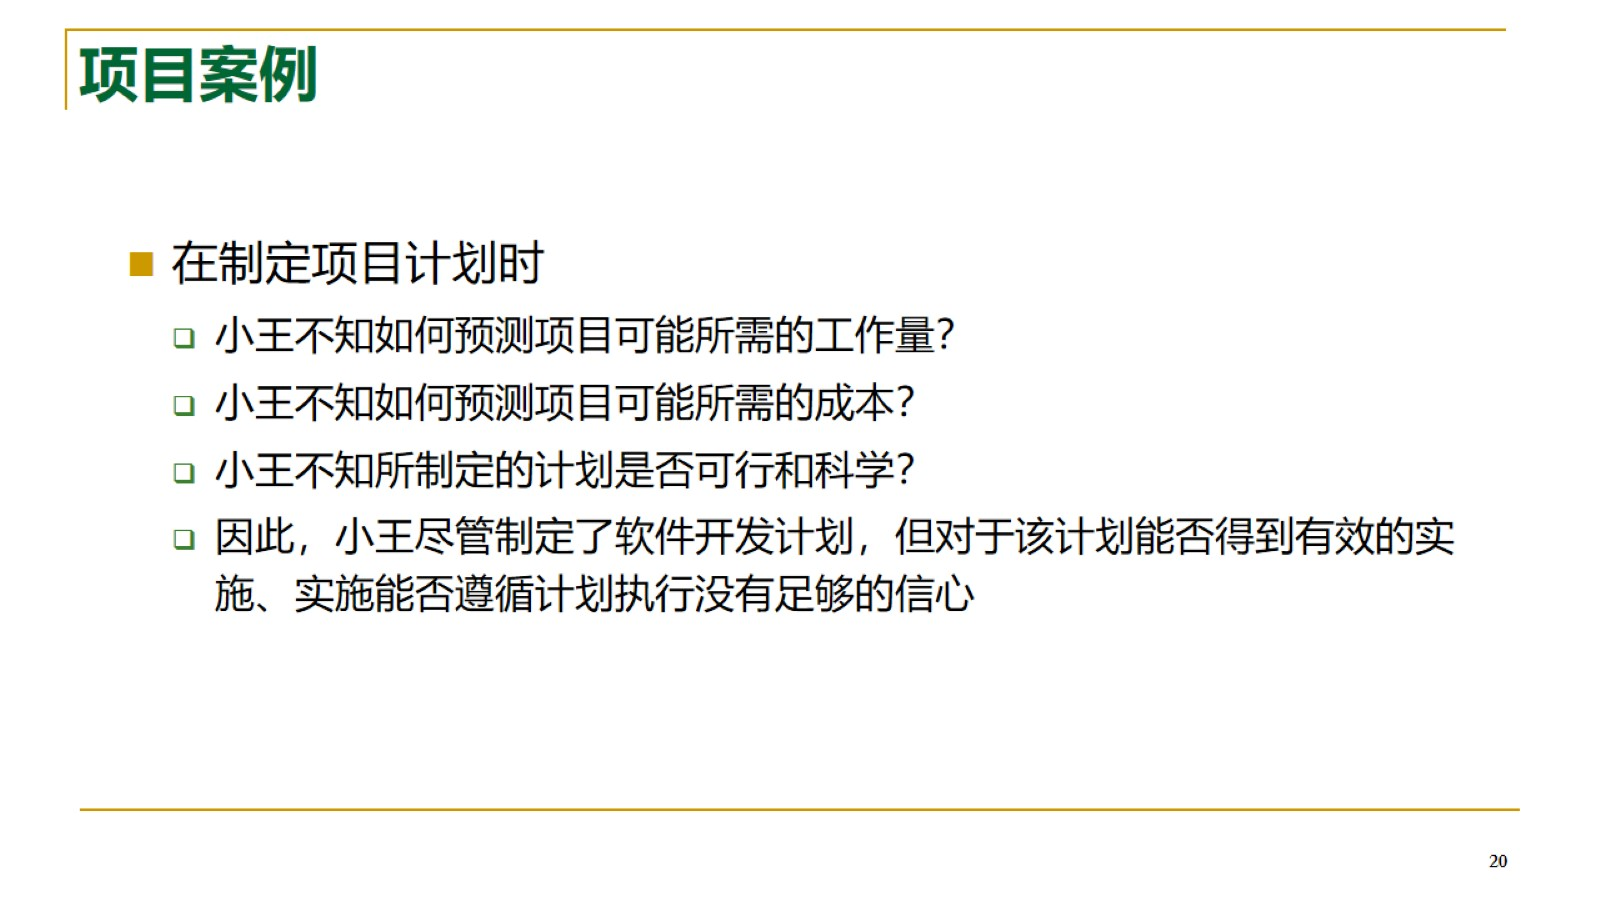 项目案例
在制定项目计划时
小王不知如何预测项目可能所需的工作量？
小王不知如何预测项目可能所需的成本？
小王不知所制定的计划是否可行和科学？
因此，小王尽管制定了软件开发计划，但对于该计划能否得到有效的实
施、实施能否遵循计划执行没有足够的信心
20